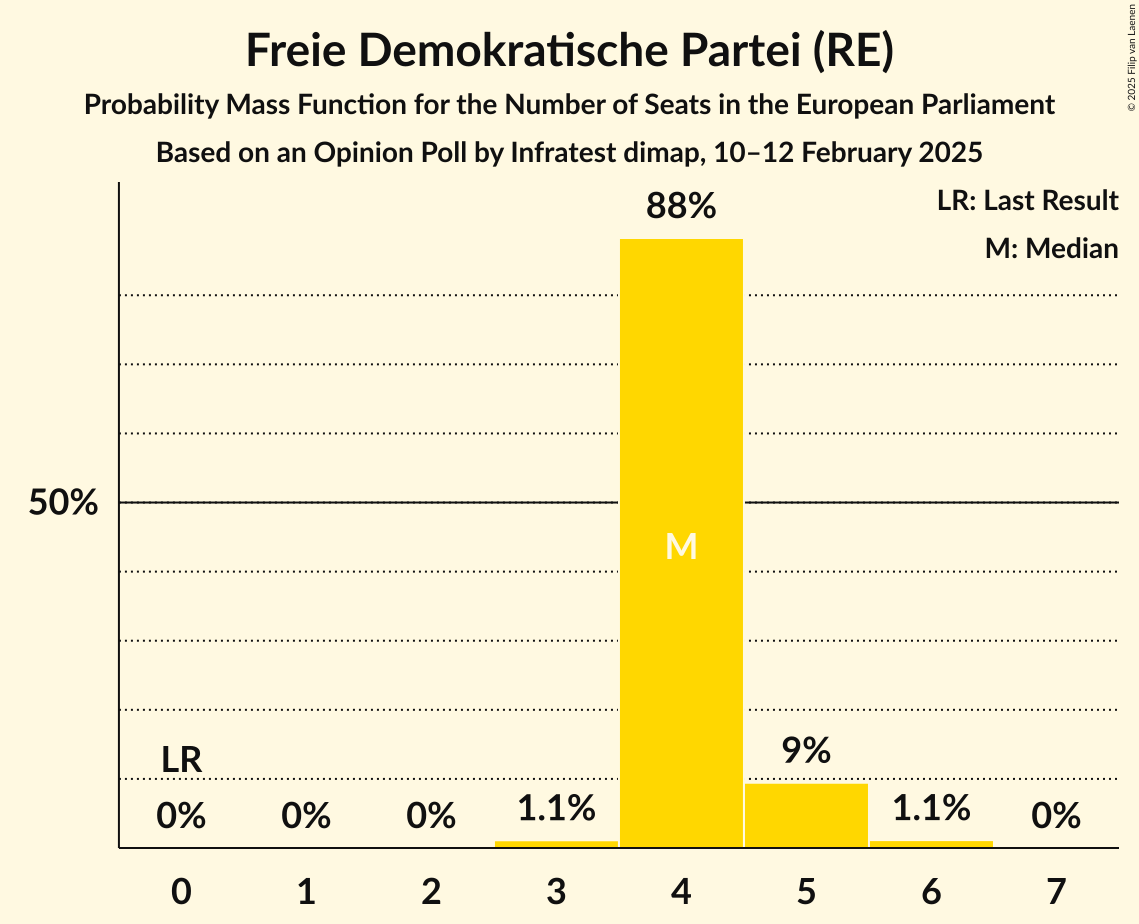 Freie Demokratische Partei (RE)
Probability Mass Function for the Number of Seats in the European Parliament
Based on an Opinion Poll by Infratest dimap, 10–12 February 2025
© 2025 Filip van Laenen
LR: Last Result
M: Median
88%
50%
M
LR
9%
0% 0% 0% 1.1% 1.1% 0%
0 1 2 3 4 5 6 7